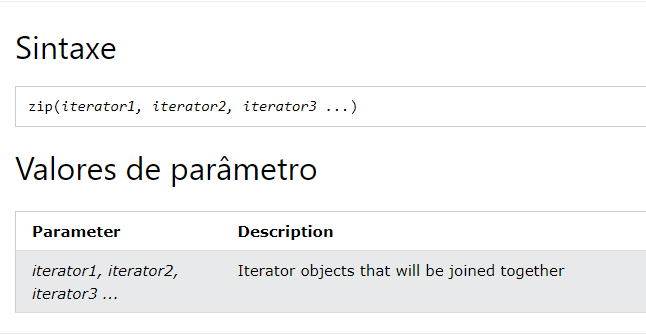 Sintaxe
zip(iterator1, iterator2, iterator3 ...)
Valores de parâmetro
Parameter Description
iterator1, iterator2, Iterator objects that will be joined together
iterator3 ...